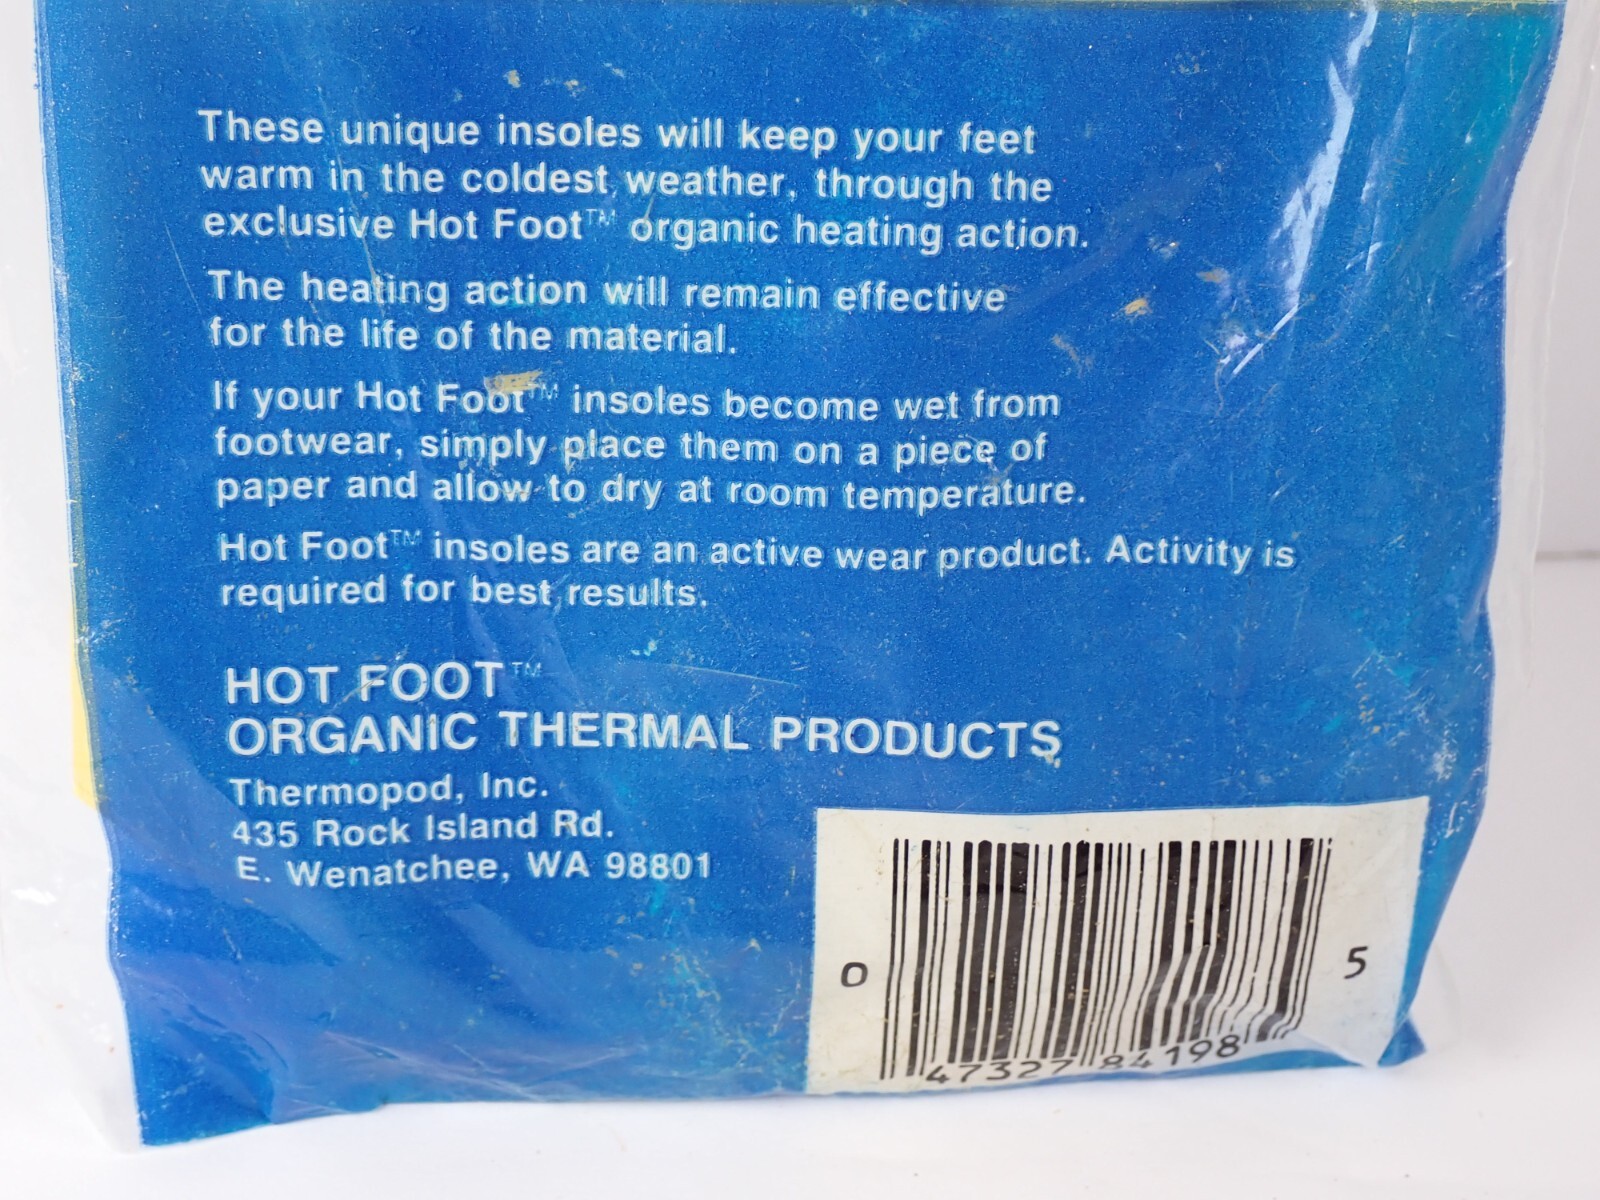 These unique insoles will keep your feet
warm in the coldest weather, through the
exclusive Hot Foot™ organic heating action.
The heating action will remain effective
for the life of the material.
If your Hot Foot™ insoles become wet from
footwear, simply place them on a piece of
paper and allow to dry at room temperature.
Hot Foot™ insoles are an active wear product. Activity is
required for best results.
HOT FOOT™
ORGANIC THERMAL PRODUCTS
Thermopod, Inc.
435 Rock Island Rd.
E. Wenatchee, WA 98801
0 47327 84198 5